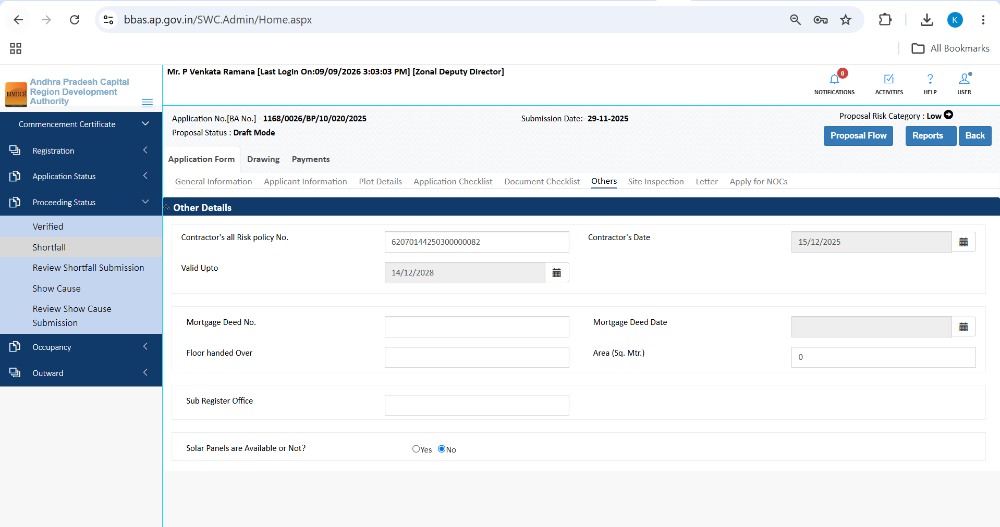 bbas.ap.gov.in/SWC.Admin/Home.aspx
K
All Bookmarks
BIMDCR
Andhra Pradesh Capital
Region Development
Authority
Mr. P Venkata Ramana [Last Login On:09/09/2026 3:03:03 PM] [Zonal Deputy Director]
0
NOTIFICATIONS
ACTIVITIES
HELP
USER
Commencement Certificate
Registration
Application Status
Proceeding Status
Verified
Shortfall
Review Shortfall Submission
Show Cause
Review Show Cause
Submission
Occupancy
Outward
Application No.[BA No.] - 1168/0026/BP/10/020/2025
Submission Date:- 29-11-2025
Proposal Risk Category : Low
Proposal Status : Draft Mode
Proposal Flow
Reports
Back
Application Form
Drawing
Payments
General Information
Applicant Information
Plot Details
Application Checklist
Document Checklist
Others
Site Inspection
Letter
Apply for NOCs
Other Details
Contractor's all Risk policy No.
62070144250300000082
Contractor's Date
15/12/2025
Valid Upto
14/12/2028
Mortgage Deed No.
Mortgage Deed Date
Floor handed Over
Area (Sq. Mtr.)
0
Sub Register Office
Solar Panels are Available or Not?
Yes
No